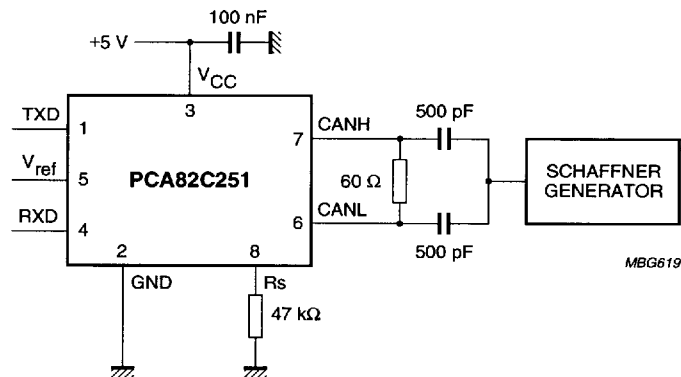 100 nF
+5 V
VCC
3
TXD
1
CANH
7
500 pF
Vref
5
PCA82C251
60 Ω
SCHAFFNER
GENERATOR
RXD
4
CANL
6
500 pF
2
8
GND
Rs
MBG619
47 kΩ